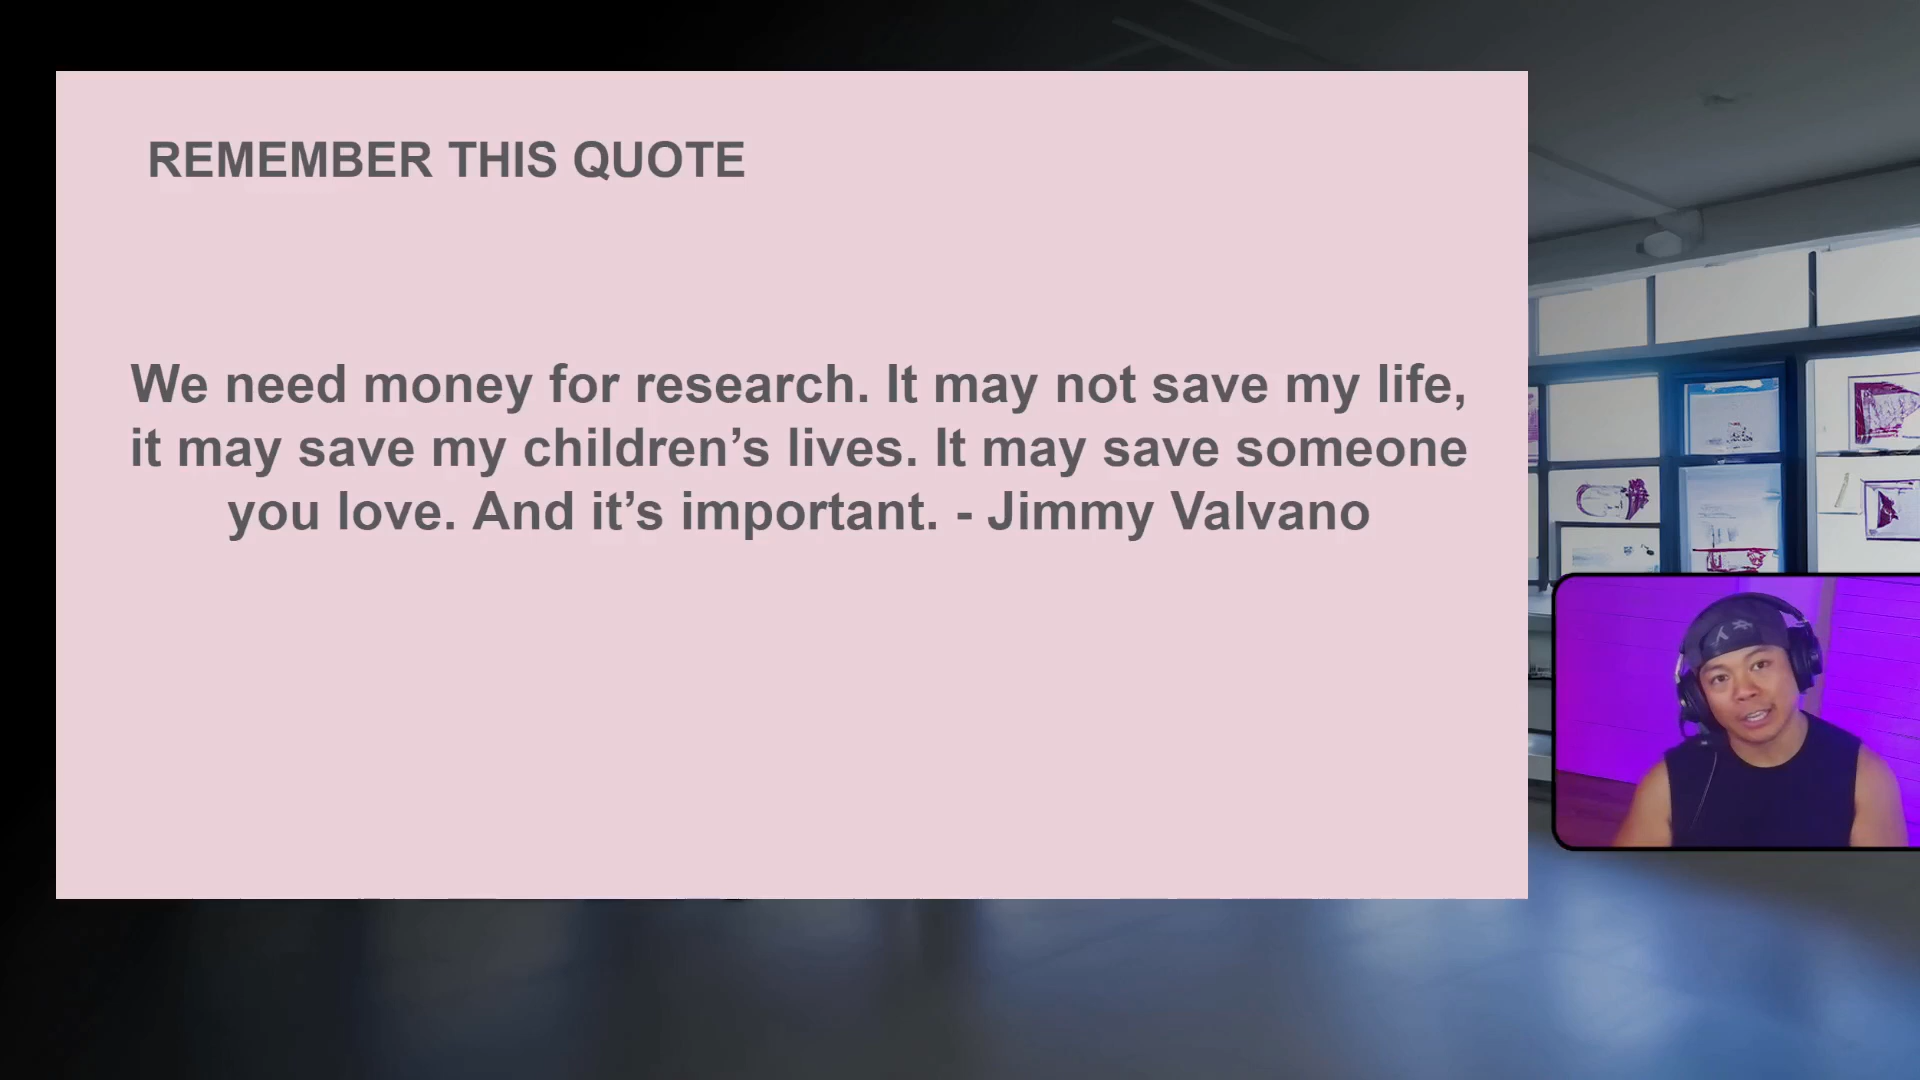 REMEMBER THIS QUOTE
We need money for research. It may not save my life,
it may save my children’s lives. It may save someone
you love. And it’s important. - Jimmy Valvano